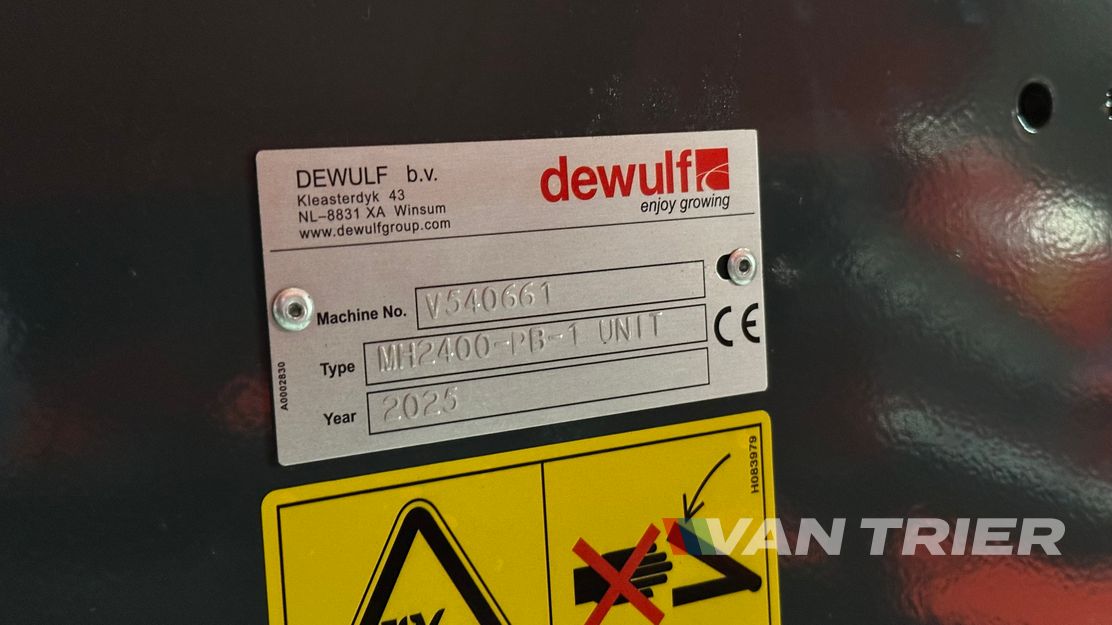 DEWULF b.v.
Kleasterdyk 43
NL-8831 XA Winsum
www.dewulfgroup.com
dewulf
enjoy growing
Machine No. V540661
Type MH2400-PB-1 UNIT
Year 2025
CE
A0002830
H083979
VAN TRIER